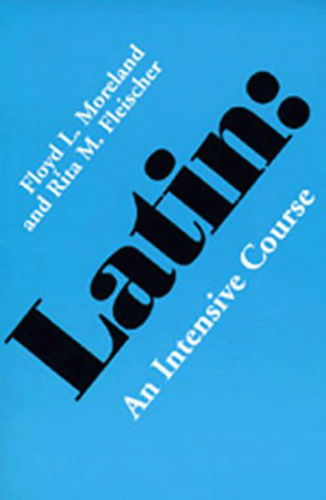 Floyd L. Moreland
and Rita M. Fleischer
Latin:
An Intensive Course